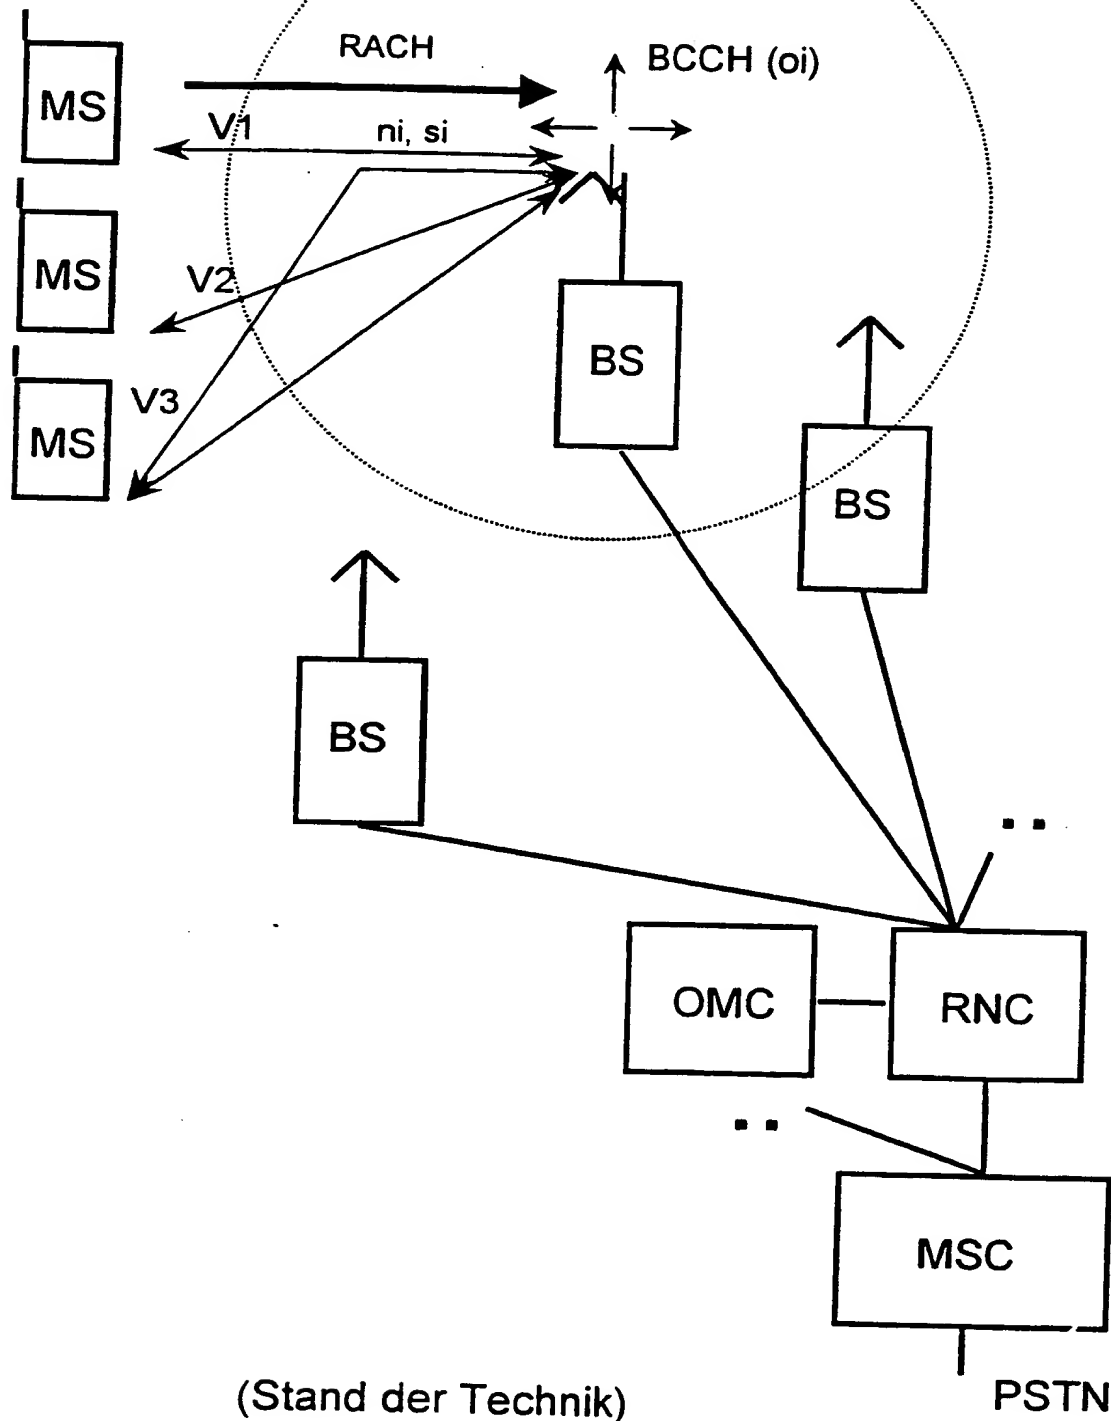 RACH
BCCH (oi)
MS
V1
ni, si
MS
V2
BS
V3
MS
BS
BS
OMC
RNC
MSC
(Stand der Technik)
PSTN